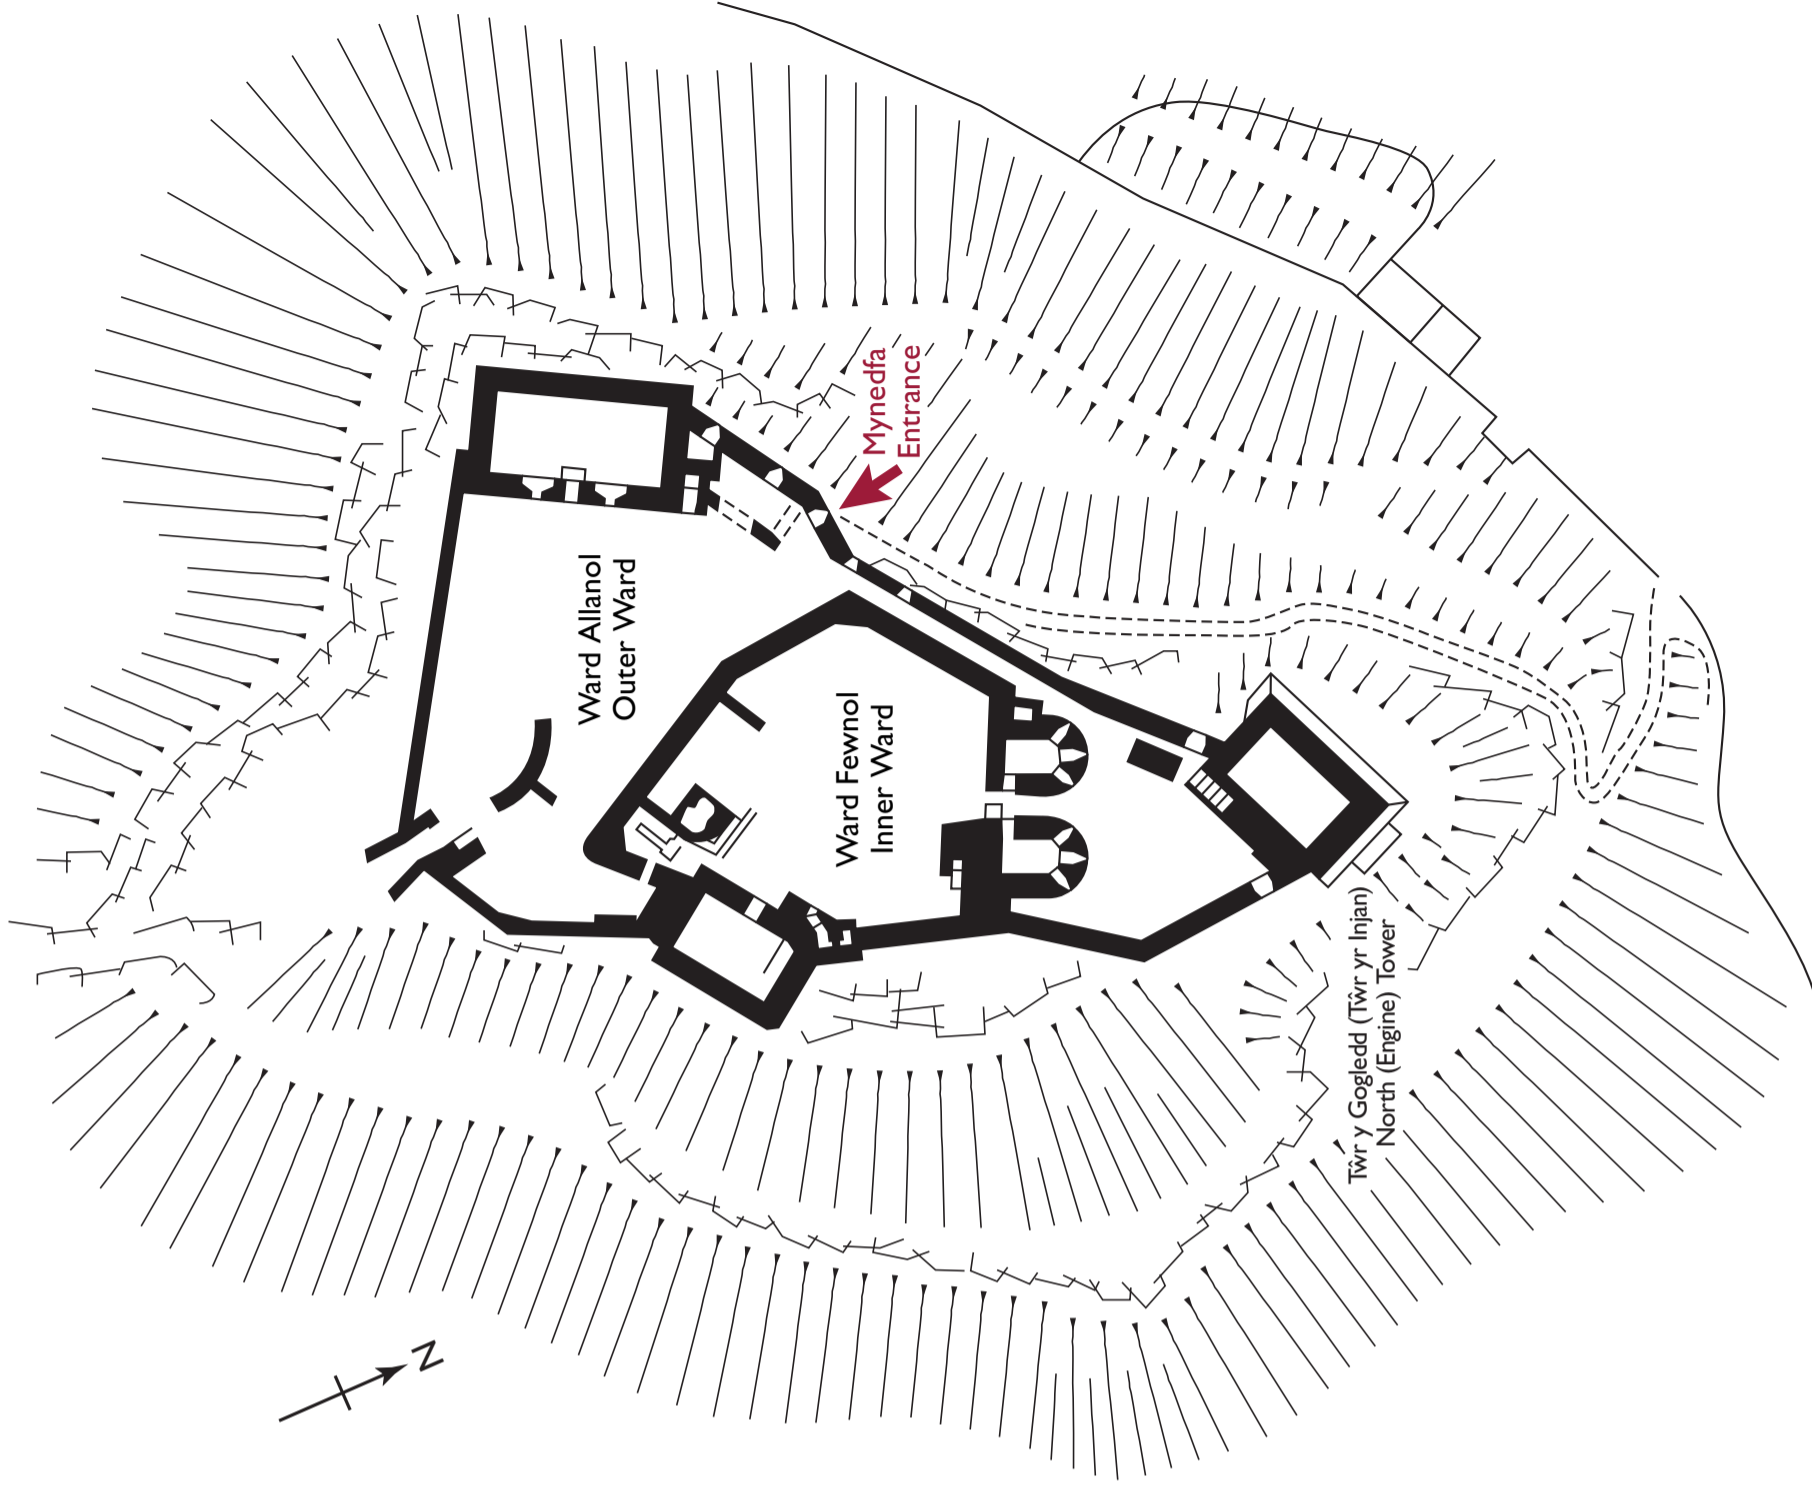 Mynedfa
Entrance
Ward Allanol
Outer Ward
Ward Fewnol
Inner Ward
Tŵr y Gogledd (Tŵr yr Injan)
North (Engine) Tower
N